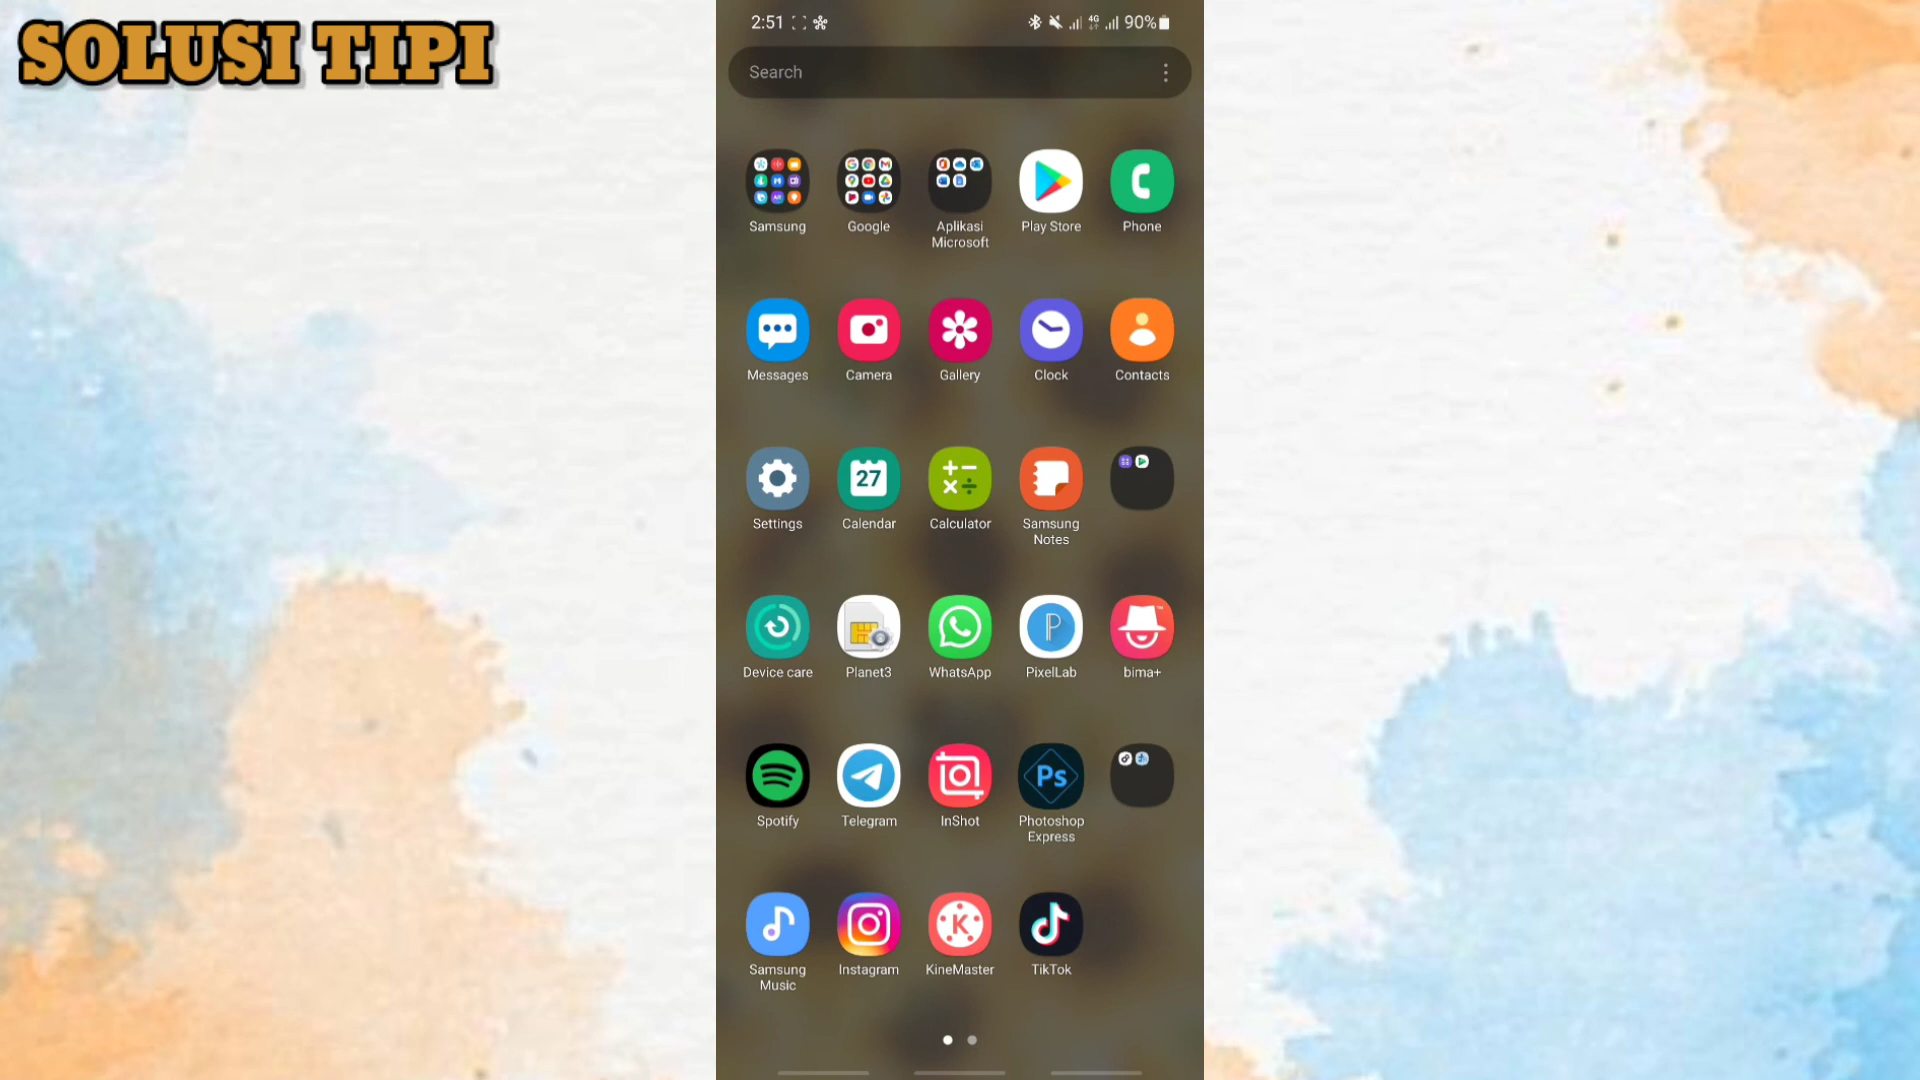 SOLUSI TIPI
2:51
4G 90%
Search
Samsung
Google
Aplikasi Microsoft
Play Store
Phone
Messages
Camera
Gallery
Clock
Contacts
27
Settings
Calendar
Calculator
Samsung Notes
P
Device care
Planet3
WhatsApp
PixelLab
bima+
Ps
Spotify
Telegram
InShot
Photoshop Express
K
Samsung Music
Instagram
KineMaster
TikTok